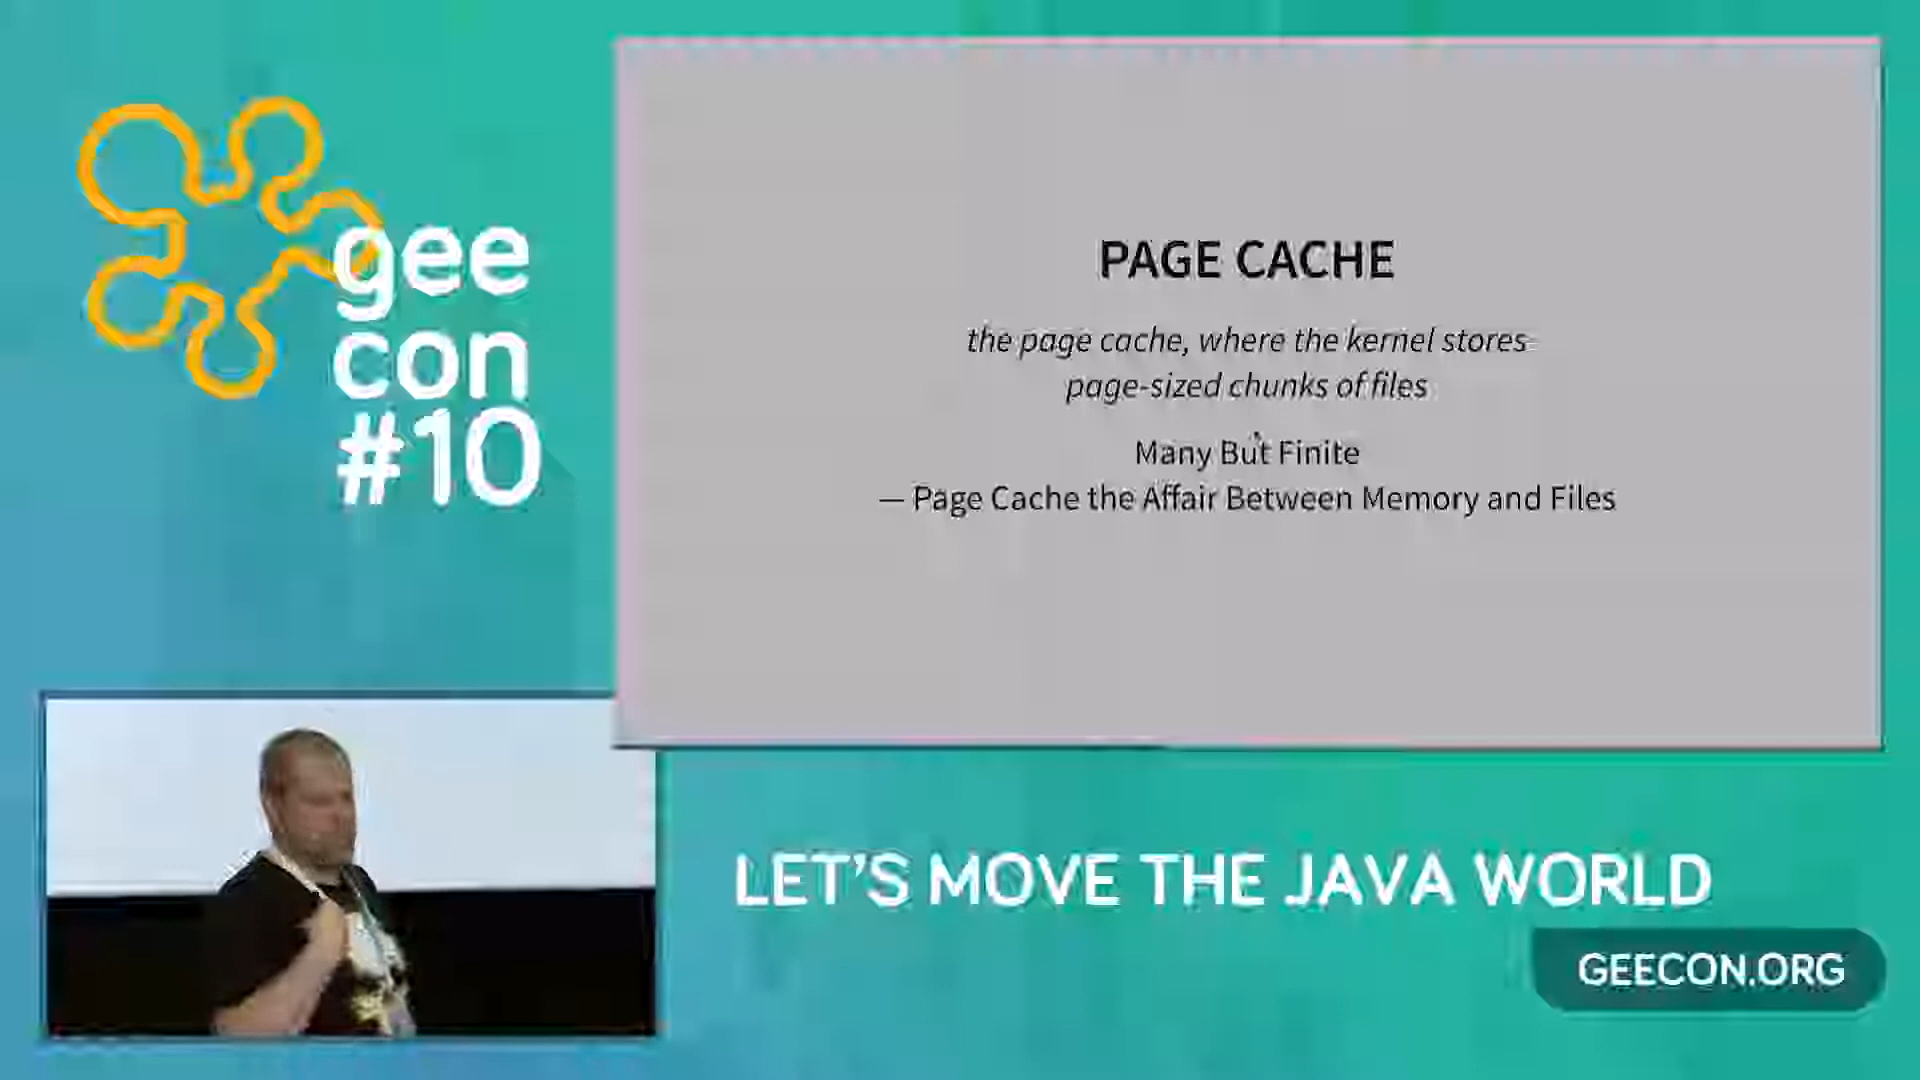 gee
con
#10
PAGE CACHE
the page cache, where the kernel stores
page-sized chunks of files
Many But Finite
— Page Cache the Affair Between Memory and Files
LET'S MOVE THE JAVA WORLD
GEECON.ORG